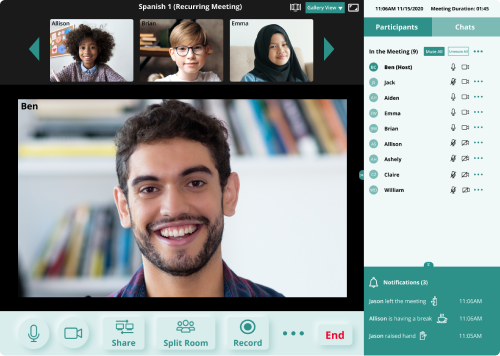 Spanish 1 (Recurring Meeting)
Gallery View
11:06AM 11/15/2020
Meeting Duration: 01:45
Allison
Brian
Emma
Participants
Chats
In the Meeting (9)
Mute All
Unmute All
Ben (Host)
Jack
Aiden
Emma
Brian
Allison
Ashely
Claire
William
Ben
Notifications (3)
Jason left the meeting
11:06AM
Allison is having a break
11:06AM
Jason raised hand
11:05AM
Share
Split Room
Record
End